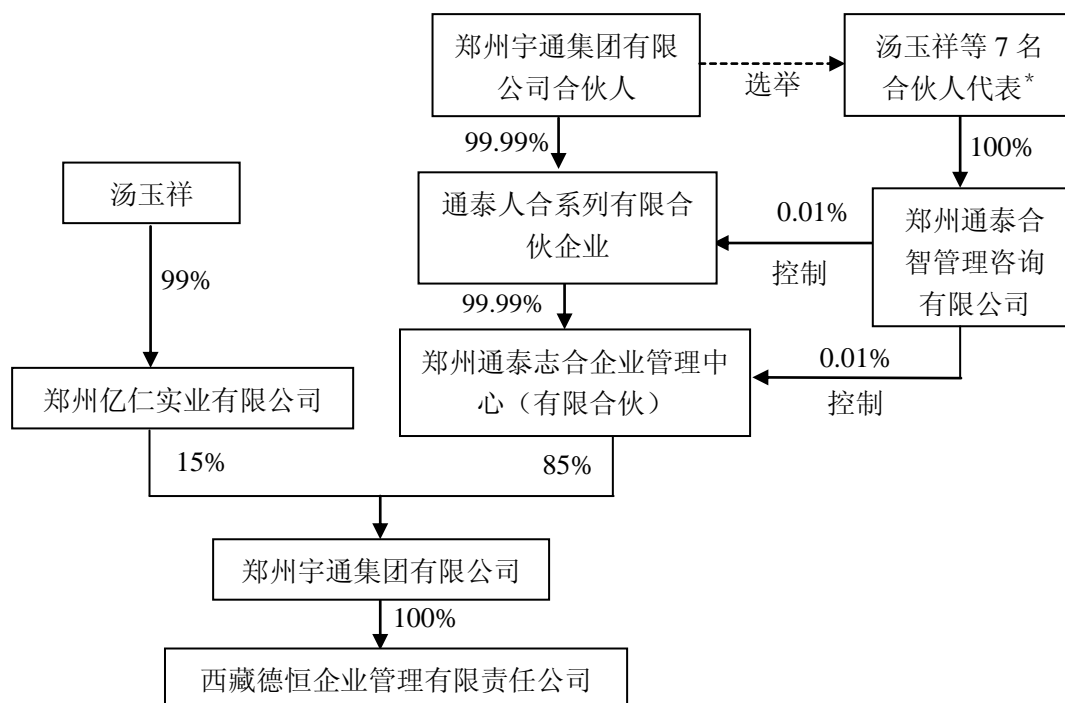 郑州宇通集团有限
公司合伙人
选举
汤玉祥等 7 名
合伙人代表*
99.99%
100%
汤玉祥
通泰人合系列有限合
伙企业
0.01%
控制
郑州通泰合
智管理咨询
有限公司
99%
99.99%
郑州亿仁实业有限公司
郑州通泰志合企业管理中
心（有限合伙）
0.01%
控制
15%
85%
郑州宇通集团有限公司
100%
西藏德恒企业管理有限责任公司